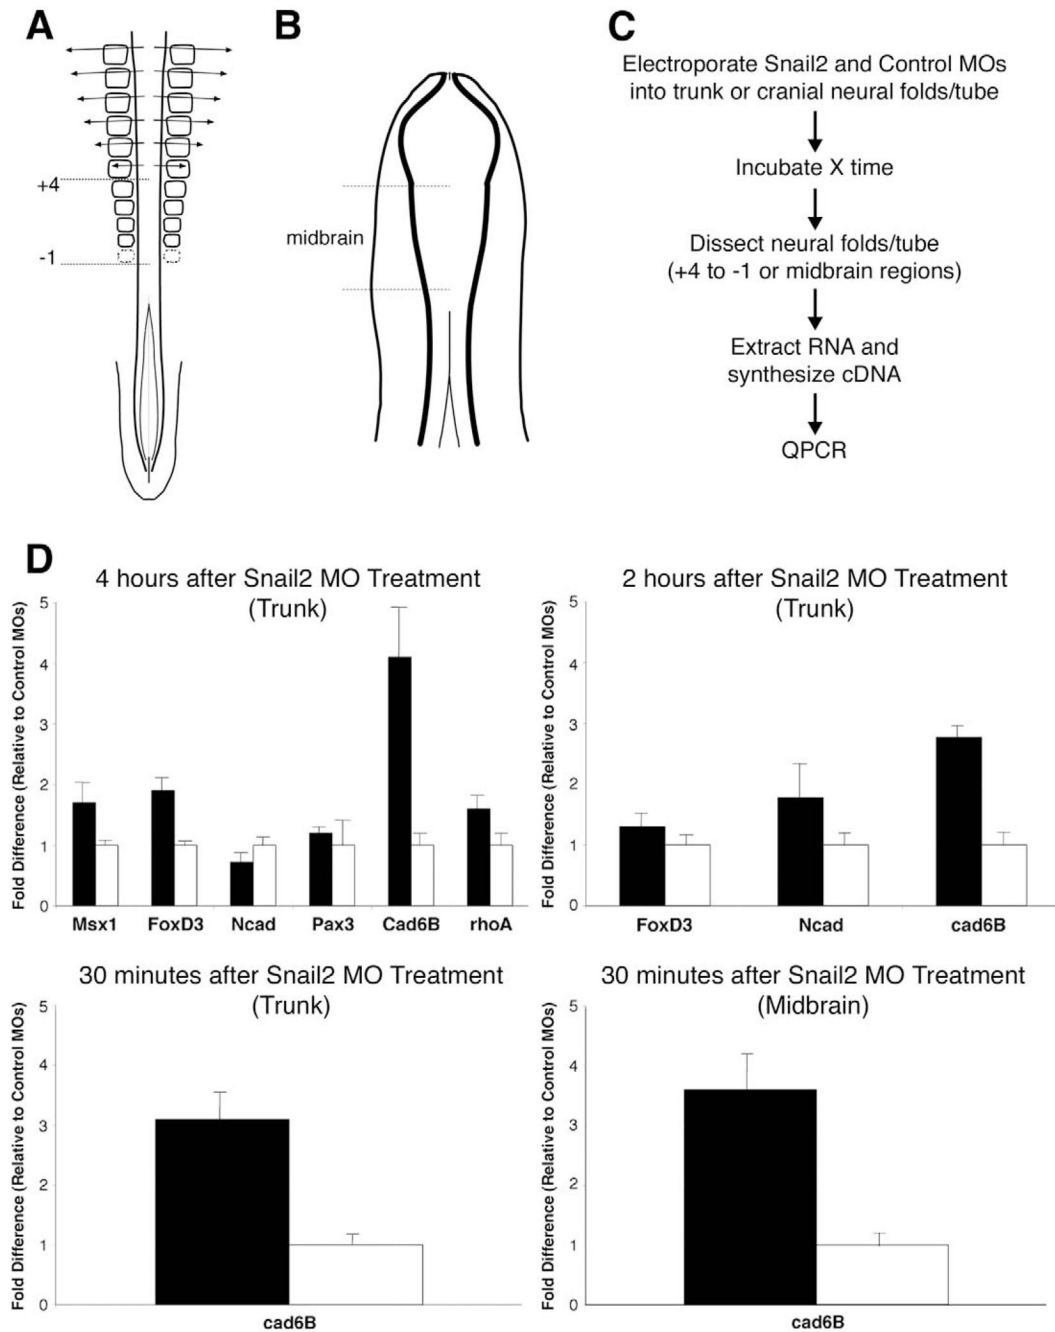 A
+4
-1
B
midbrain
C
Electroporate Snail2 and Control MOs
into trunk or cranial neural folds/tube
Incubate X time
Dissect neural folds/tube
(+4 to -1 or midbrain regions)
Extract RNA and
synthesize cDNA
QPCR
D
4 hours after Snail2 MO Treatment
(Trunk)
Fold Difference (Relative to Control MOs)
5
4
3
2
1
0
Msx1 FoxD3 Ncad Pax3 Cad6B rhoA
2 hours after Snail2 MO Treatment
(Trunk)
Fold Difference (Relative to Control MOs)
5
4
3
2
1
0
FoxD3 Ncad cad6B
30 minutes after Snail2 MO Treatment
(Trunk)
Fold Difference (Relative to Control MOs)
5
4
3
2
1
0
cad6B
30 minutes after Snail2 MO Treatment
(Midbrain)
Fold Difference (Relative to Control MOs)
5
4
3
2
1
0
cad6B